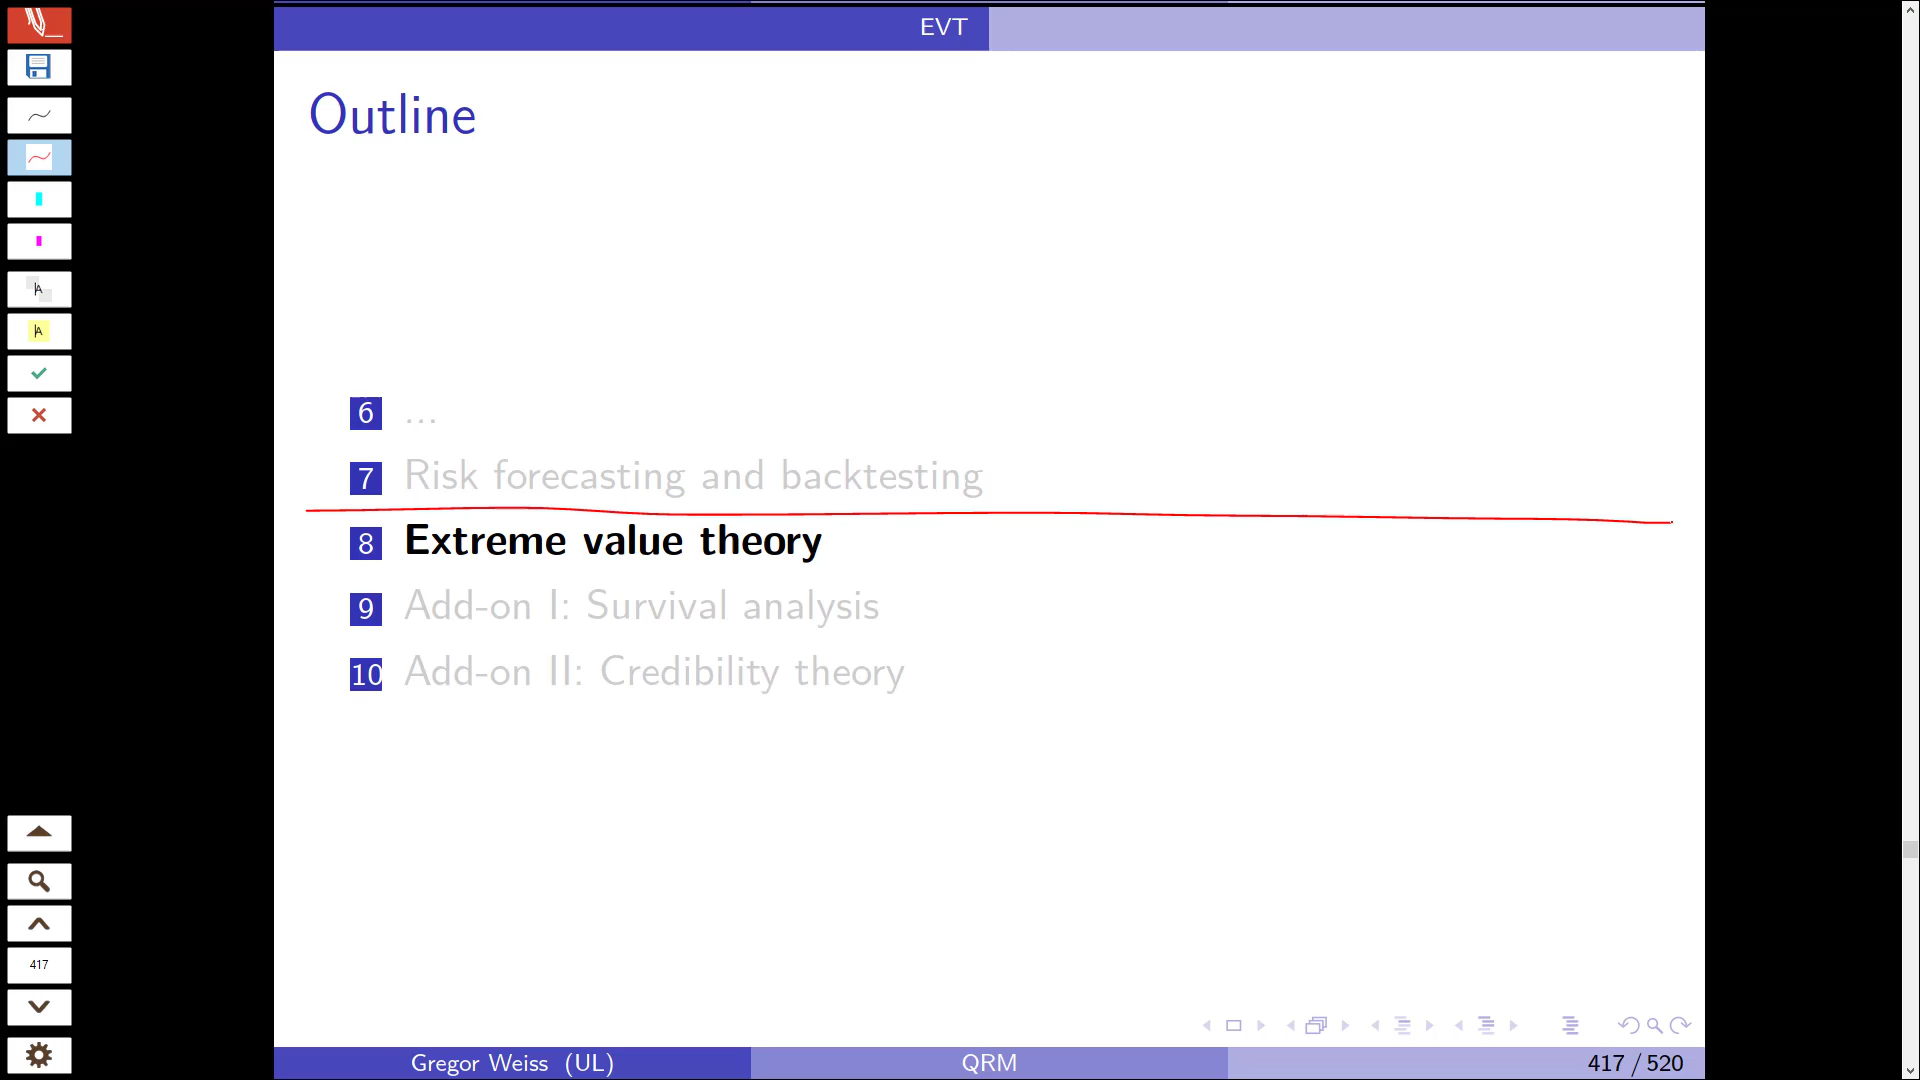 EVT
Outline
6 ...
7 Risk forecasting and backtesting
8 Extreme value theory
9 Add-on I: Survival analysis
10 Add-on II: Credibility theory
A
A
417
Gregor Weiss (UL) QRM 417 / 520